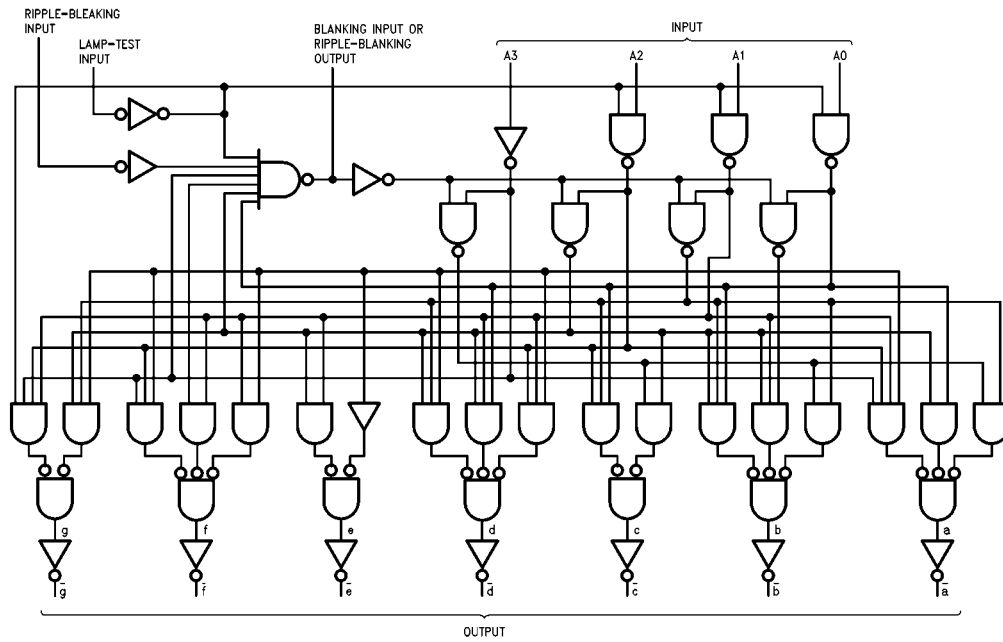 RIPPLE-BLEAKING
INPUT
LAMP-TEST
INPUT
BLANKING INPUT OR
RIPPLE-BLANKING
OUTPUT
INPUT
A3
A2
A1
A0
g
f
e
d
c
b
a
g̅
f̅
e̅
d̅
c̅
b̅
a̅
OUTPUT